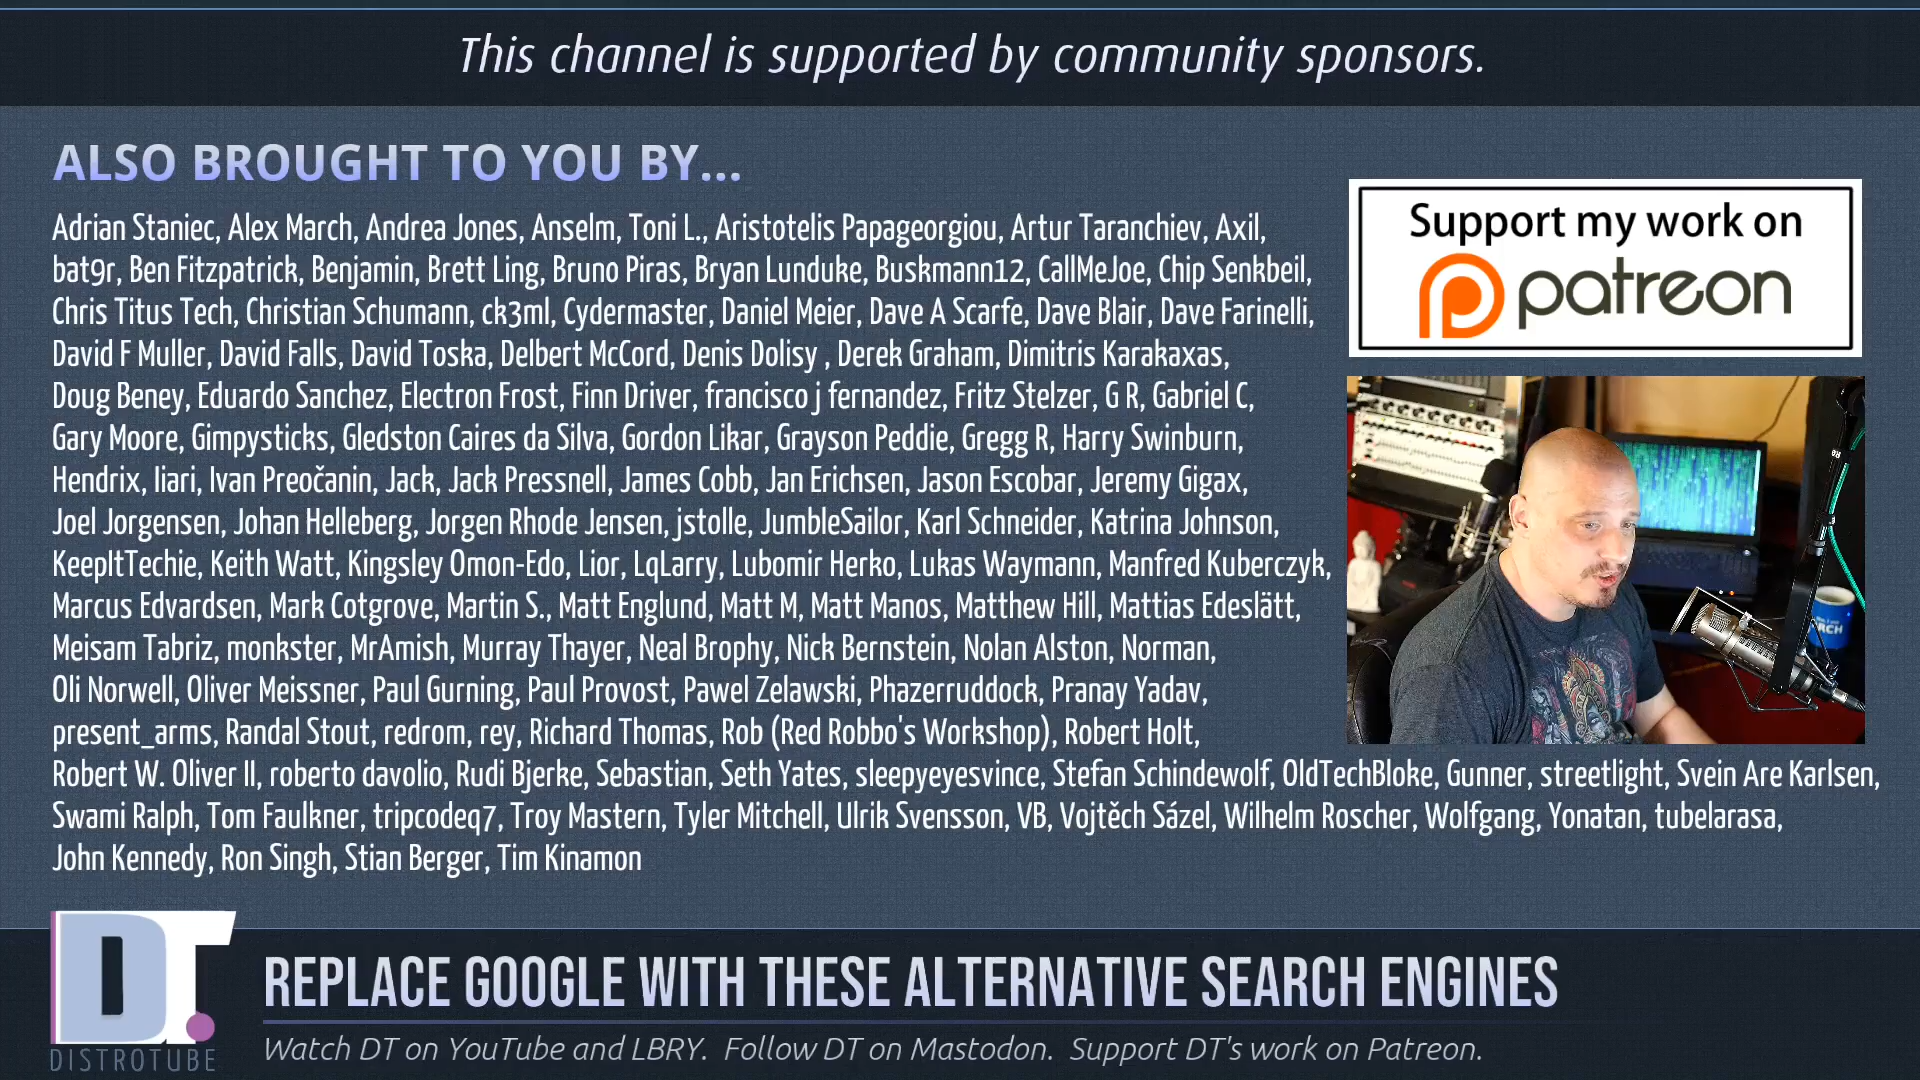 This channel is supported by community sponsors.
ALSO BROUGHT TO YOU BY...
Adrian Staniec, Alex March, Andrea Jones, Anselm, Toni L., Aristotelis Papageorgiou, Artur Taranchiev, Axil,
bat9r, Ben Fitzpatrick, Benjamin, Brett Ling, Bruno Piras, Bryan Lunduke, Buskmann12, CallMeJoe, Chip Senkbeil,
Chris Titus Tech, Christian Schumann, ck3ml, Cydermaster, Daniel Meier, Dave A Scarfe, Dave Blair, Dave Farinelli,
David F Muller, David Falls, David Toska, Delbert McCord, Denis Dolisy , Derek Graham, Dimitris Karakaxas,
Doug Beney, Eduardo Sanchez, Electron Frost, Finn Driver, francisco j fernandez, Fritz Stelzer, G R, Gabriel C,
Gary Moore, Gimpysticks, Gledston Caires da Silva, Gordon Likar, Grayson Peddie, Gregg R, Harry Swinburn,
Hendrix, Iiari, Ivan Preočanin, Jack, Jack Pressnell, James Cobb, Jan Erichsen, Jason Escobar, Jeremy Gigax,
Joel Jorgensen, Johan Helleberg, Jorgen Rhode Jensen, jstolle, JumbleSailor, Karl Schneider, Katrina Johnson,
KeepItTechie, Keith Watt, Kingsley Omon-Edo, Lior, LqLarry, Lubomir Herko, Lukas Waymann, Manfred Kuberczyk,
Marcus Edvardsen, Mark Cotgrove, Martin S., Matt Englund, Matt M, Matt Manos, Matthew Hill, Mattias Edeslätt,
Meisam Tabriz, monkster, MrAmish, Murray Thayer, Neal Brophy, Nick Bernstein, Nolan Alston, Norman,
Oli Norwell, Oliver Meissner, Paul Gurning, Paul Provost, Pawel Zelawski, Phazerruddock, Pranay Yadav,
present_arms, Randal Stout, redrom, rey, Richard Thomas, Rob (Red Robbo's Workshop), Robert Holt,
Robert W. Oliver II, roberto davolio, Rudi Bjerke, Sebastian, Seth Yates, sleepyeyesvince, Stefan Schindewolf, OldTechBloke, Gunner, streetlight, Svein Are Karlsen,
Swami Ralph, Tom Faulkner, tripcodeq7, Troy Mastern, Tyler Mitchell, Ulrik Svensson, VB, Vojtěch Sázel, Wilhelm Roscher, Wolfgang, Yonatan, tubelarasa,
John Kennedy, Ron Singh, Stian Berger, Tim Kinamon
Support my work on
patreon
DT
DISTROTUBE
REPLACE GOOGLE WITH THESE ALTERNATIVE SEARCH ENGINES
Watch DT on YouTube and LBRY. Follow DT on Mastodon. Support DT's work on Patreon.